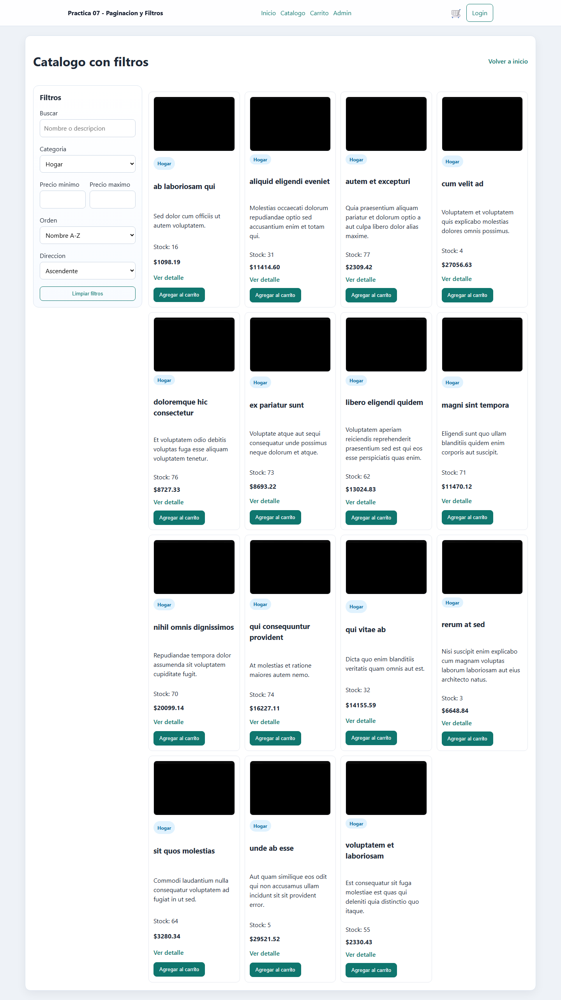 Practica 07 - Paginacion y Filtros
Inicio Catalogo Carrito Admin
Login
Catalogo con filtros
Volver a inicio
Filtros
Buscar
Nombre o descripcion
Categoria
Hogar
Precio minimo Precio maximo
Orden
Nombre A-Z
Direccion
Ascendente
Limpiar filtros
Hogar
ab laboriosam qui
Sed dolor cum officiis ut
autem voluptatem.
Stock: 16
$1098.19
Ver detalle
Agregar al carrito
Hogar
aliquid eligendi eveniet
Molestias occaecati dolorum
repudiandae optio sed
accusantium enim et totam
qui.
Stock: 31
$11414.60
Ver detalle
Agregar al carrito
Hogar
autem et excepturi
Quia praesentium aliquam
pariatur et dolorum optio a
aut culpa libero dolor alias
maxime.
Stock: 77
$2309.42
Ver detalle
Agregar al carrito
Hogar
cum velit ad
Voluptatem et voluptatem
quis explicabo molestias
dolores omnis possimus.
Stock: 4
$27056.63
Ver detalle
Agregar al carrito
Hogar
doloremque hic
consectetur
Et voluptatem odio debitis
voluptas fuga esse aliquam
voluptatem tenetur.
Stock: 76
$8727.33
Ver detalle
Agregar al carrito
Hogar
ex pariatur sunt
Voluptate atque aut sequi
consequatur unde possimus
neque dolorum et atque.
Stock: 73
$8693.22
Ver detalle
Agregar al carrito
Hogar
libero eligendi quidem
Voluptatem aperiam
reiciendis reprehenderit
praesentium sed est qui eos
esse perspiciatis quas enim.
Stock: 62
$13024.83
Ver detalle
Agregar al carrito
Hogar
magni sint tempora
Eligendi sunt quo ullam
blanditiis quidem enim
corporis aut suscipit.
Stock: 71
$11470.12
Ver detalle
Agregar al carrito
Hogar
nihil omnis dignissimos
Repudiandae tempora dolor
assumenda sit voluptatem
cupiditate fugit.
Stock: 70
$20099.14
Ver detalle
Agregar al carrito
Hogar
qui consequuntur
provident
At molestias et ratione
maiores autem nemo.
Stock: 74
$16227.11
Ver detalle
Agregar al carrito
Hogar
qui vitae ab
Dicta quo enim blanditiis
veritatis quam omnis aut est.
Stock: 32
$14155.59
Ver detalle
Agregar al carrito
Hogar
rerum at sed
Nisi suscipit enim explicabo
cum magnam voluptas
laborum laboriosam aut eius
architecto natus.
Stock: 3
$6648.84
Ver detalle
Agregar al carrito
Hogar
sit quos molestias
Commodi laudantium nulla
consequatur voluptatem ad
fugiat in ut sed.
Stock: 64
$3280.34
Ver detalle
Agregar al carrito
Hogar
unde ab esse
Aut quam similique eos odit
qui non accusamus ullam
incidunt sit sit provident
error.
Stock: 5
$29521.52
Ver detalle
Agregar al carrito
Hogar
voluptatem et
laboriosam
Est consequatur sit fuga
molestiae est quas qui
deleniti quia distinctio quo
itaque.
Stock: 55
$2330.43
Ver detalle
Agregar al carrito